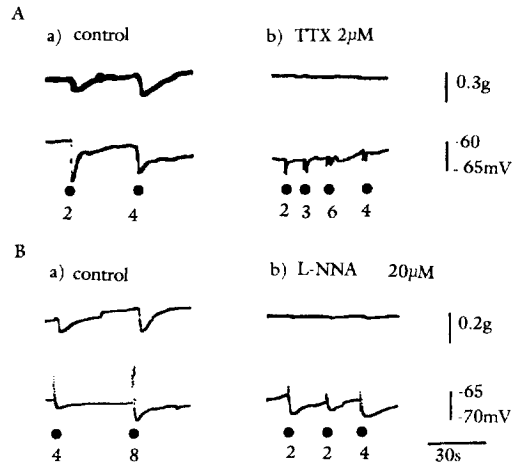 A
a) control
b) TTX 2µM
0.3g
-60
-65mV
2 4
2 3 6 4
B
a) control
b) L-NNA 20µM
0.2g
-65
-70mV
4 8
2 2 4
30s